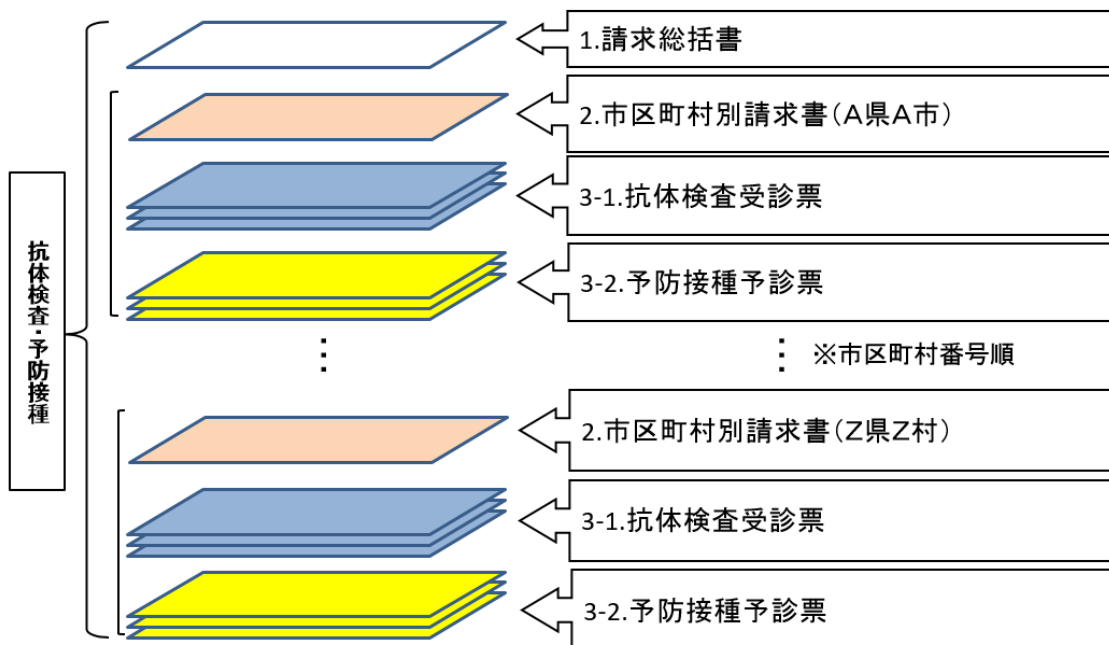 1.請求総括書
2.市区町村別請求書(A県A市)
3-1.抗体検査受診票
3-2.予防接種予診票
抗体検査・予防接種
⋮
⋮ ※市区町村番号順
2.市区町村別請求書(Z県Z村)
3-1.抗体検査受診票
3-2.予防接種予診票